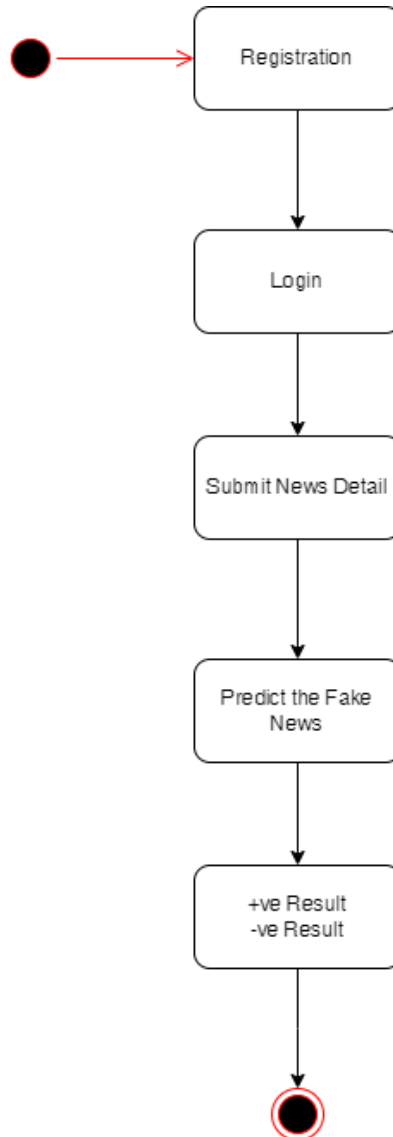 Registration
Login
Submit News Detail
Predict the Fake
News
+ve Result
-ve Result